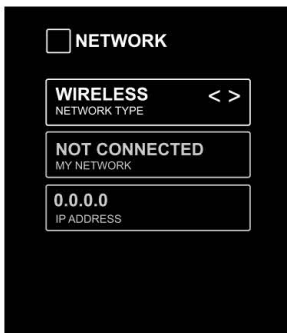 NETWORK
WIRELESS < >
NETWORK TYPE
NOT CONNECTED
MY NETWORK
0.0.0.0
IP ADDRESS